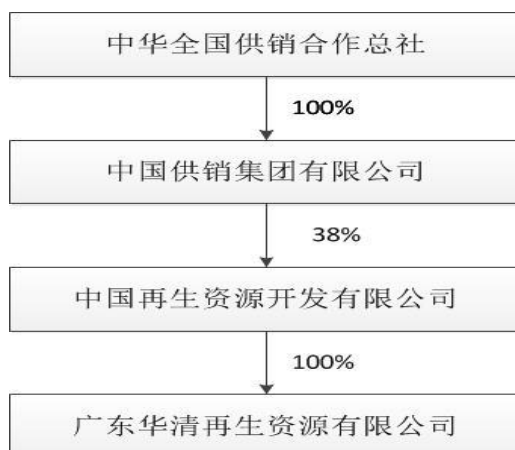 中华全国供销合作总社
100%
中国供销集团有限公司
38%
中国再生资源开发有限公司
100%
广东华清再生资源有限公司